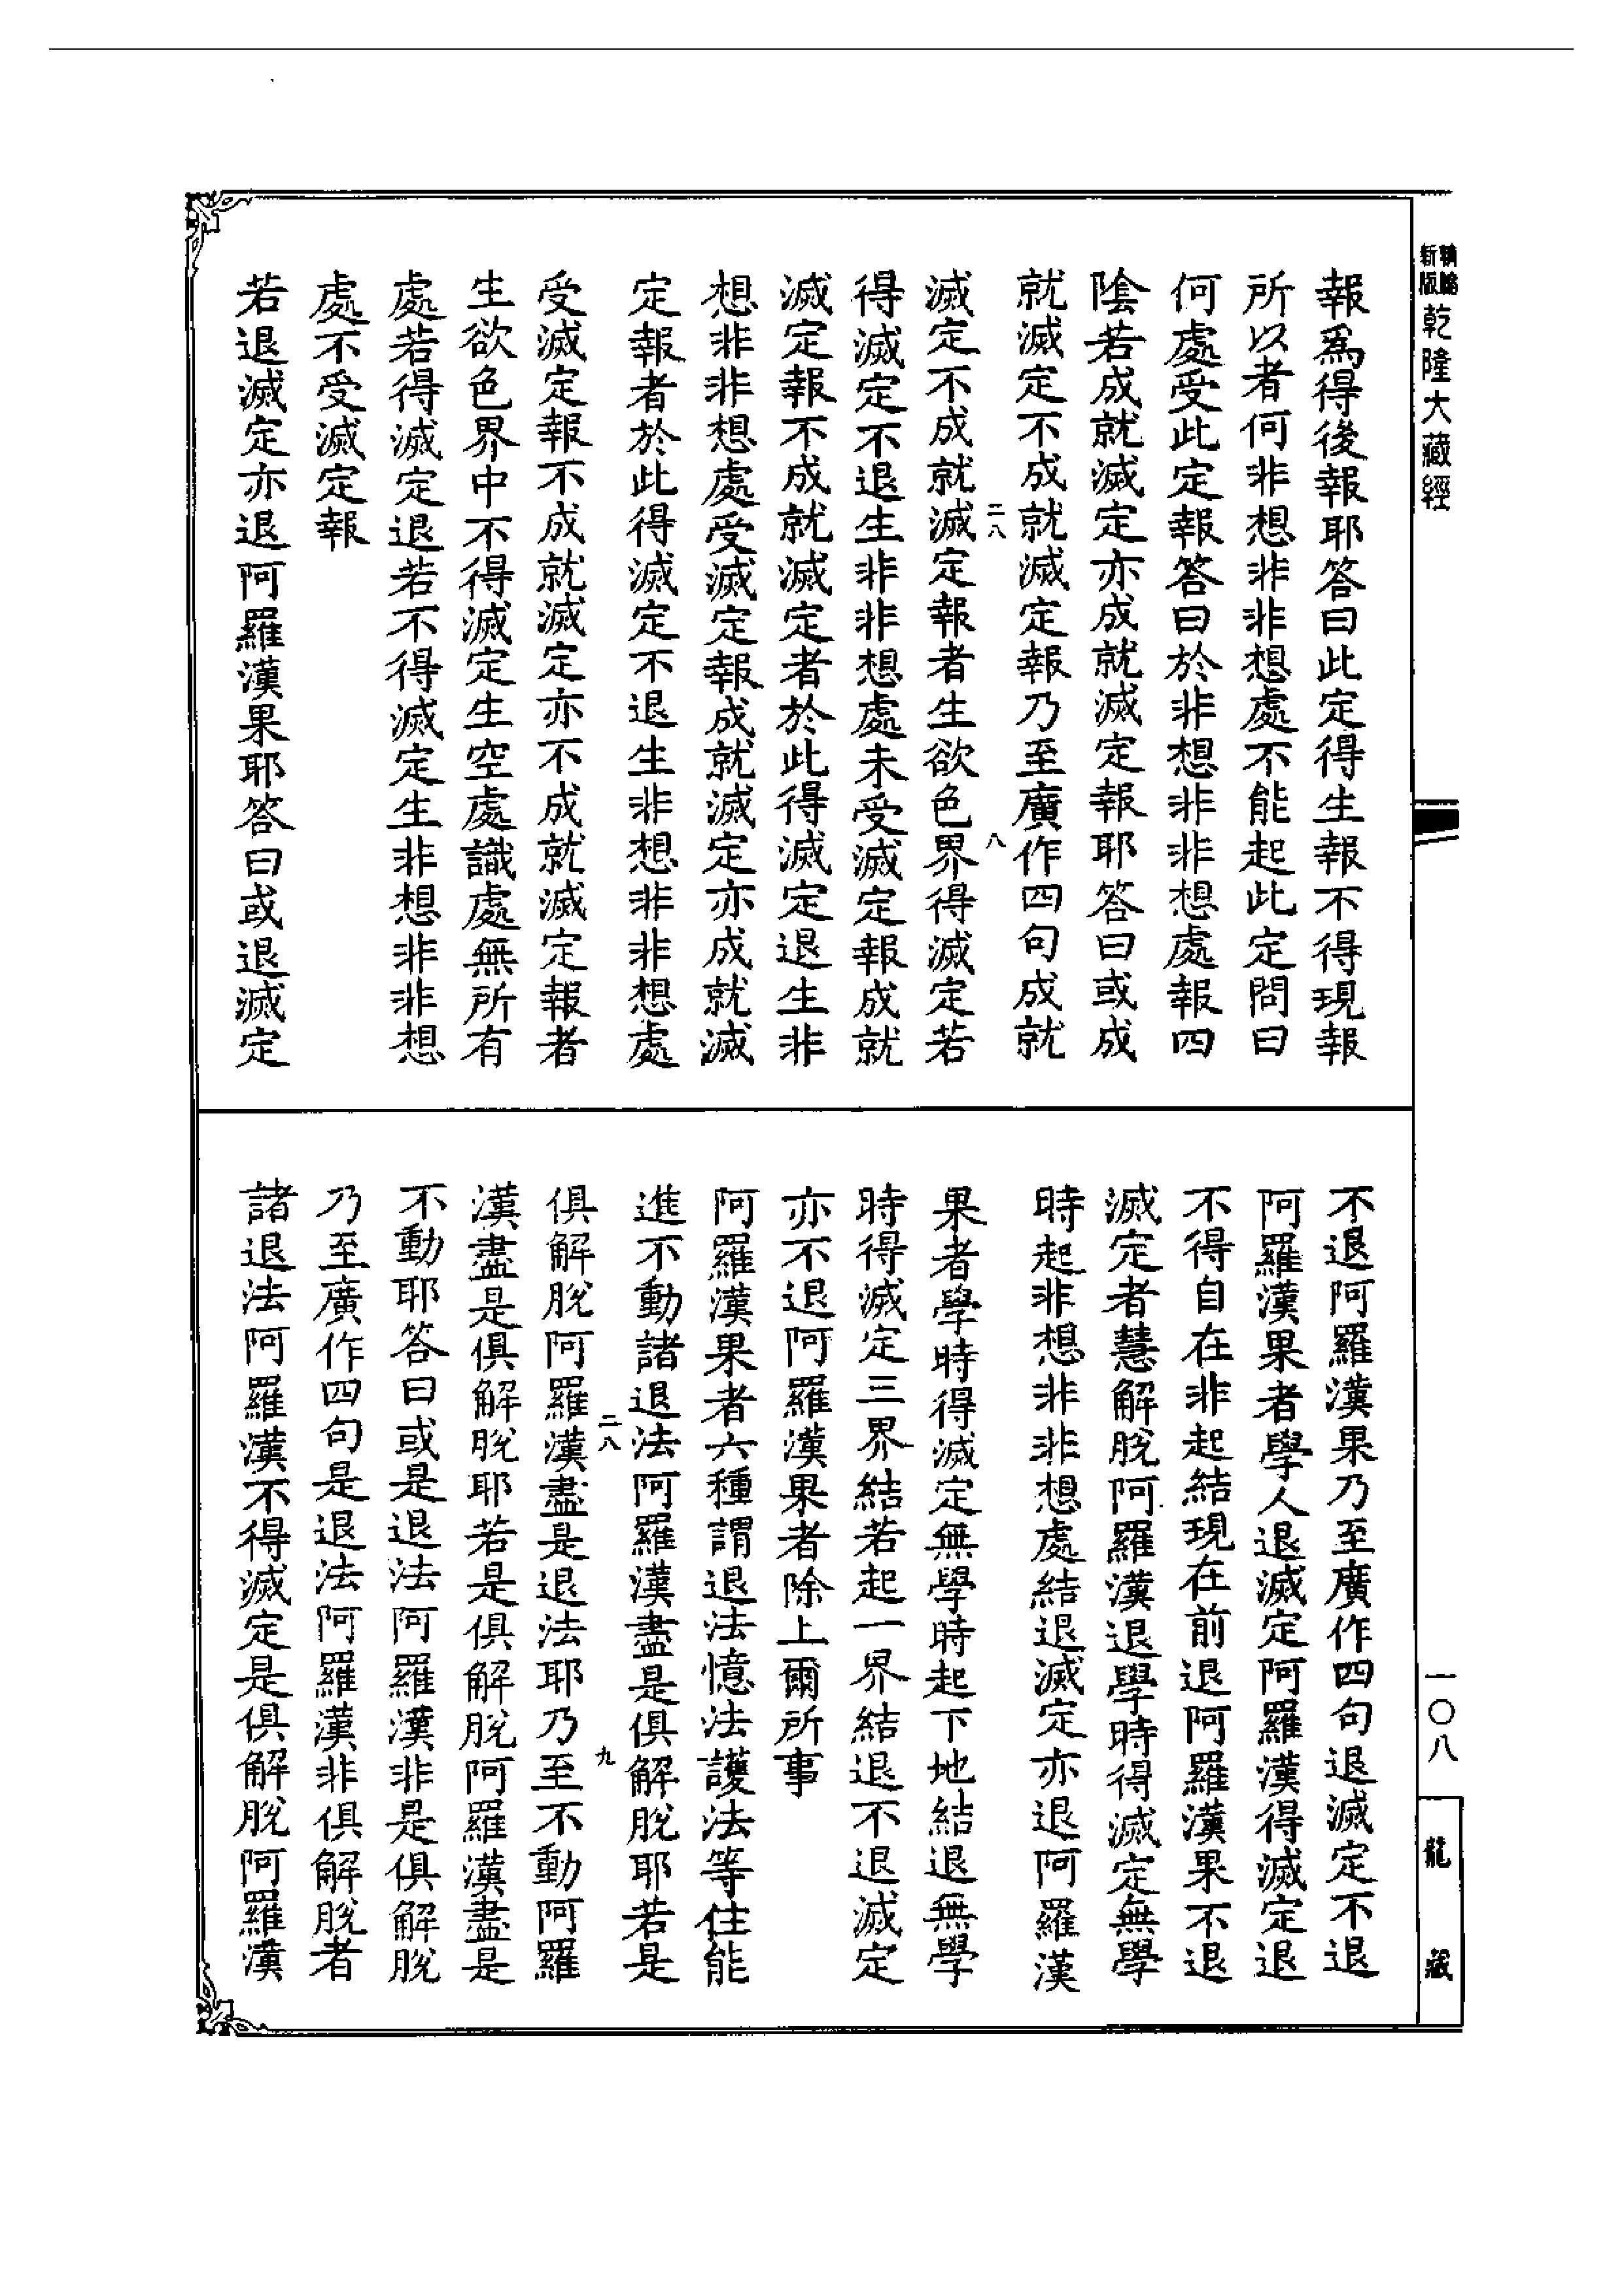 新版
乾隆大藏經
報爲得後報耶答曰此定得生報不得現報
所以者何非想非非想處不能起此定問曰
何處受此定報答曰於非想非非想處報四
陰若成就滅定亦成就滅定報耶答曰或成
就滅定不成就滅定報乃至廣作四句成就
滅定不成就滅定報者生欲色界得滅定若
二八
八
得滅定不退生非非想處未受滅定報成就
滅定報不成就滅定者於此得滅定退生非
想非非想處受滅定報成就滅定亦成就滅
定報者於此得滅定不退生非想非非想處
受滅定報不成就滅定亦不成就滅定報者
生欲色界中不得滅定生空處識處無所有
處若得滅定退若不得滅定生非想非非想
處不受滅定報
若退滅定亦退阿羅漢果耶答曰或退滅定
不退阿羅漢果乃至廣作四句退滅定不退
阿羅漢果者學人退滅定阿羅漢得滅定退
不得自在非起結現在前退阿羅漢果不退
滅定者慧解脫阿羅漢退學時得滅定無學
時起非想非非想處結退滅定亦退阿羅漢
果者學時得滅定無學時起下地結退無學
時得滅定三界結若起一界結退不退滅定
亦不退阿羅漢果者除上爾所事
阿羅漢果者六種謂退法憶法護法等住能
進不動諸退法阿羅漢盡是俱解脫耶若是
二八
九
俱解脫阿羅漢盡是退法耶乃至不動阿羅
漢盡是俱解脫耶若是俱解脫阿羅漢盡是
不動耶答曰或是退法阿羅漢非是俱解脫
乃至廣作四句是退法阿羅漢非俱解脫者
諸退法阿羅漢不得滅定是俱解脫阿羅漢
一〇八
龍藏